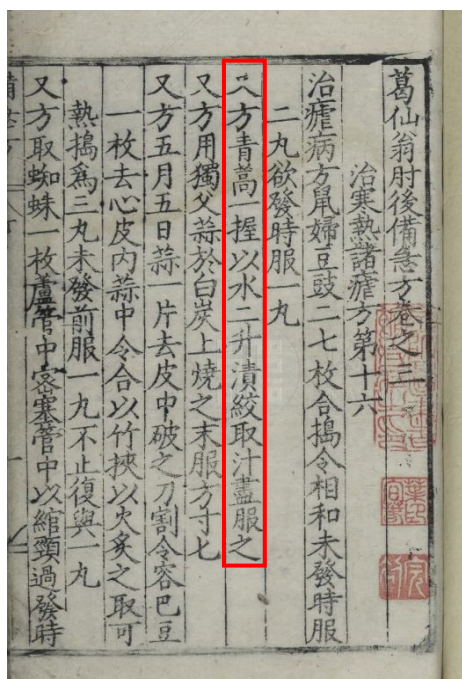 葛仙翁肘後備急方卷之三
治寒熱諸瘧方第十六
治瘧病方鼠婦豆豉二七枚合搗令相和未發時服
二丸欲發時服一丸
又方青蒿一握以水二升漬絞取汁盡服之
又方用獨父蒜於白炭上燒之末服方寸匕
又方五月五日蒜一片去皮中破之刀割令容巴豆
一枚去心皮內蒜中令合以竹挾以火炙之取可
熱搗爲三丸未發前服一丸不止復與一丸
又方取蜘蛛一枚蘆管中密塞管中以綰頸過發時